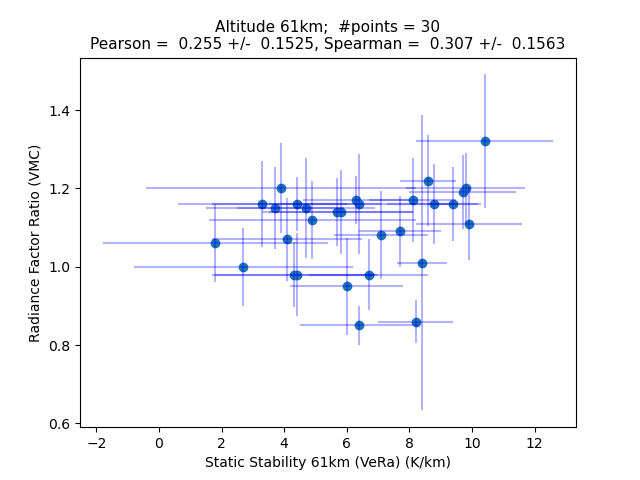 Altitude 61km;  #points = 30
Pearson =  0.255 +/-  0.1525, Spearman =  0.307 +/-  0.1563
Radiance Factor Ratio (VMC)
1.4
1.2
1.0
0.8
0.6
−2 0 2 4 6 8 10 12
Static Stability 61km (VeRa) (K/km)